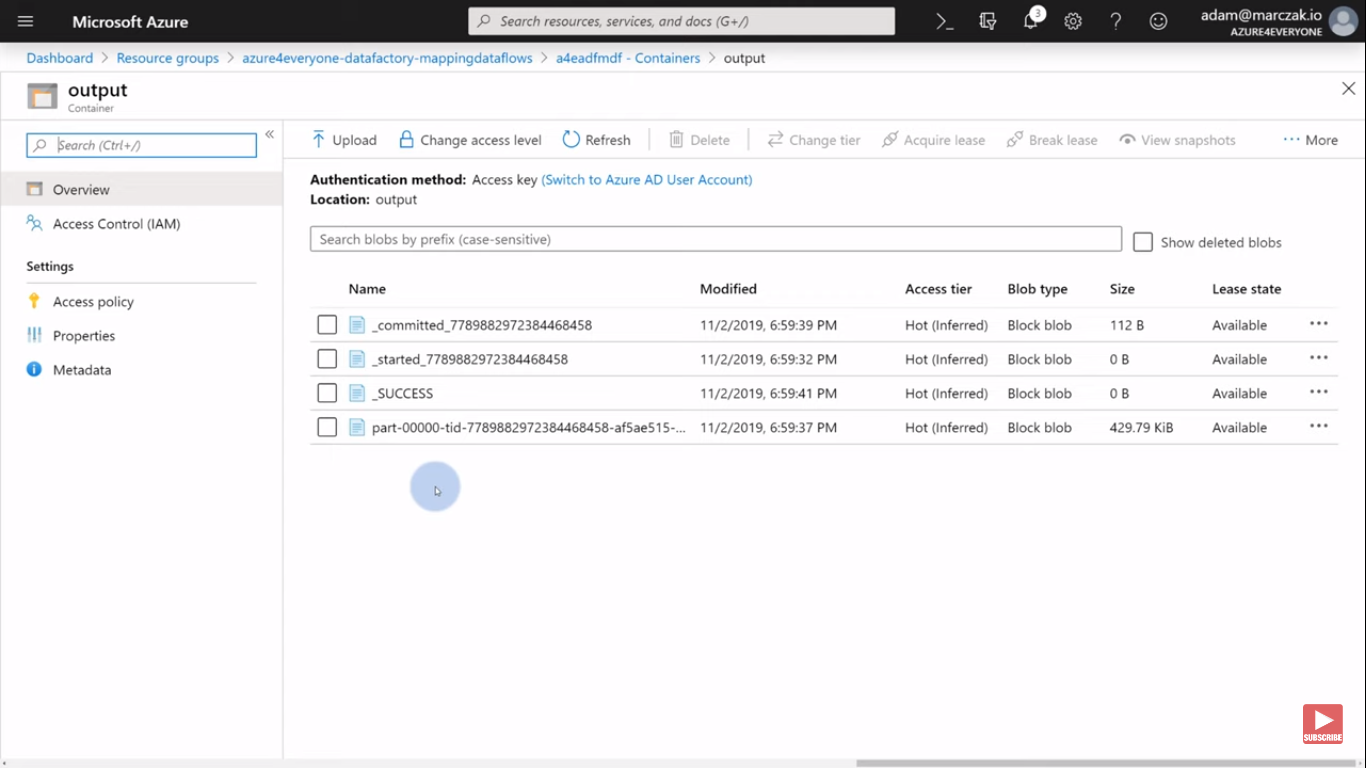 Microsoft Azure
Search resources, services, and docs (G+/)
3
adam@marczak.io
AZURE4EVERYONE
Dashboard > Resource groups > azure4everyone-datafactory-mappingdataflows > a4eadfmdf - Containers > output
output
Container
Search (Ctrl+/)
«
Overview
Access Control (IAM)
Settings
Access policy
Properties
Metadata
Upload Change access level Refresh Delete Change tier Acquire lease Break lease View snapshots ··· More
Authentication method: Access key (Switch to Azure AD User Account)
Location: output
Search blobs by prefix (case-sensitive)
Show deleted blobs
Name Modified Access tier Blob type Size Lease state
_committed_7789882972384468458 11/2/2019, 6:59:39 PM Hot (Inferred) Block blob 112 B Available ···
_started_7789882972384468458 11/2/2019, 6:59:32 PM Hot (Inferred) Block blob 0 B Available ···
_SUCCESS 11/2/2019, 6:59:41 PM Hot (Inferred) Block blob 0 B Available ···
part-00000-tid-7789882972384468458-af5ae515-... 11/2/2019, 6:59:37 PM Hot (Inferred) Block blob 429.79 KiB Available ···
SUBSCRIBE